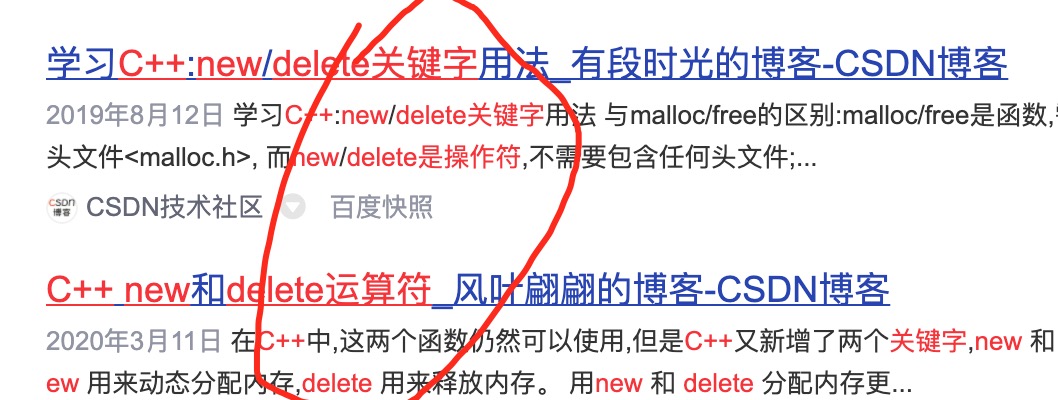 学习C++:new/delete关键字用法_有段时光的博客-CSDN博客
2019年8月12日 学习C++:new/delete关键字用法 与malloc/free的区别:malloc/free是函数,
头文件<malloc.h>, 而new/delete是操作符,不需要包含任何头文件;...
CSDN 博客 CSDN技术社区 百度快照
C++ new和delete运算符_风叶翩翩的博客-CSDN博客
2020年3月11日 在C++中,这两个函数仍然可以使用,但是C++又新增了两个关键字,new 和
ew 用来动态分配内存,delete 用来释放内存。 用new 和 delete 分配内存更...